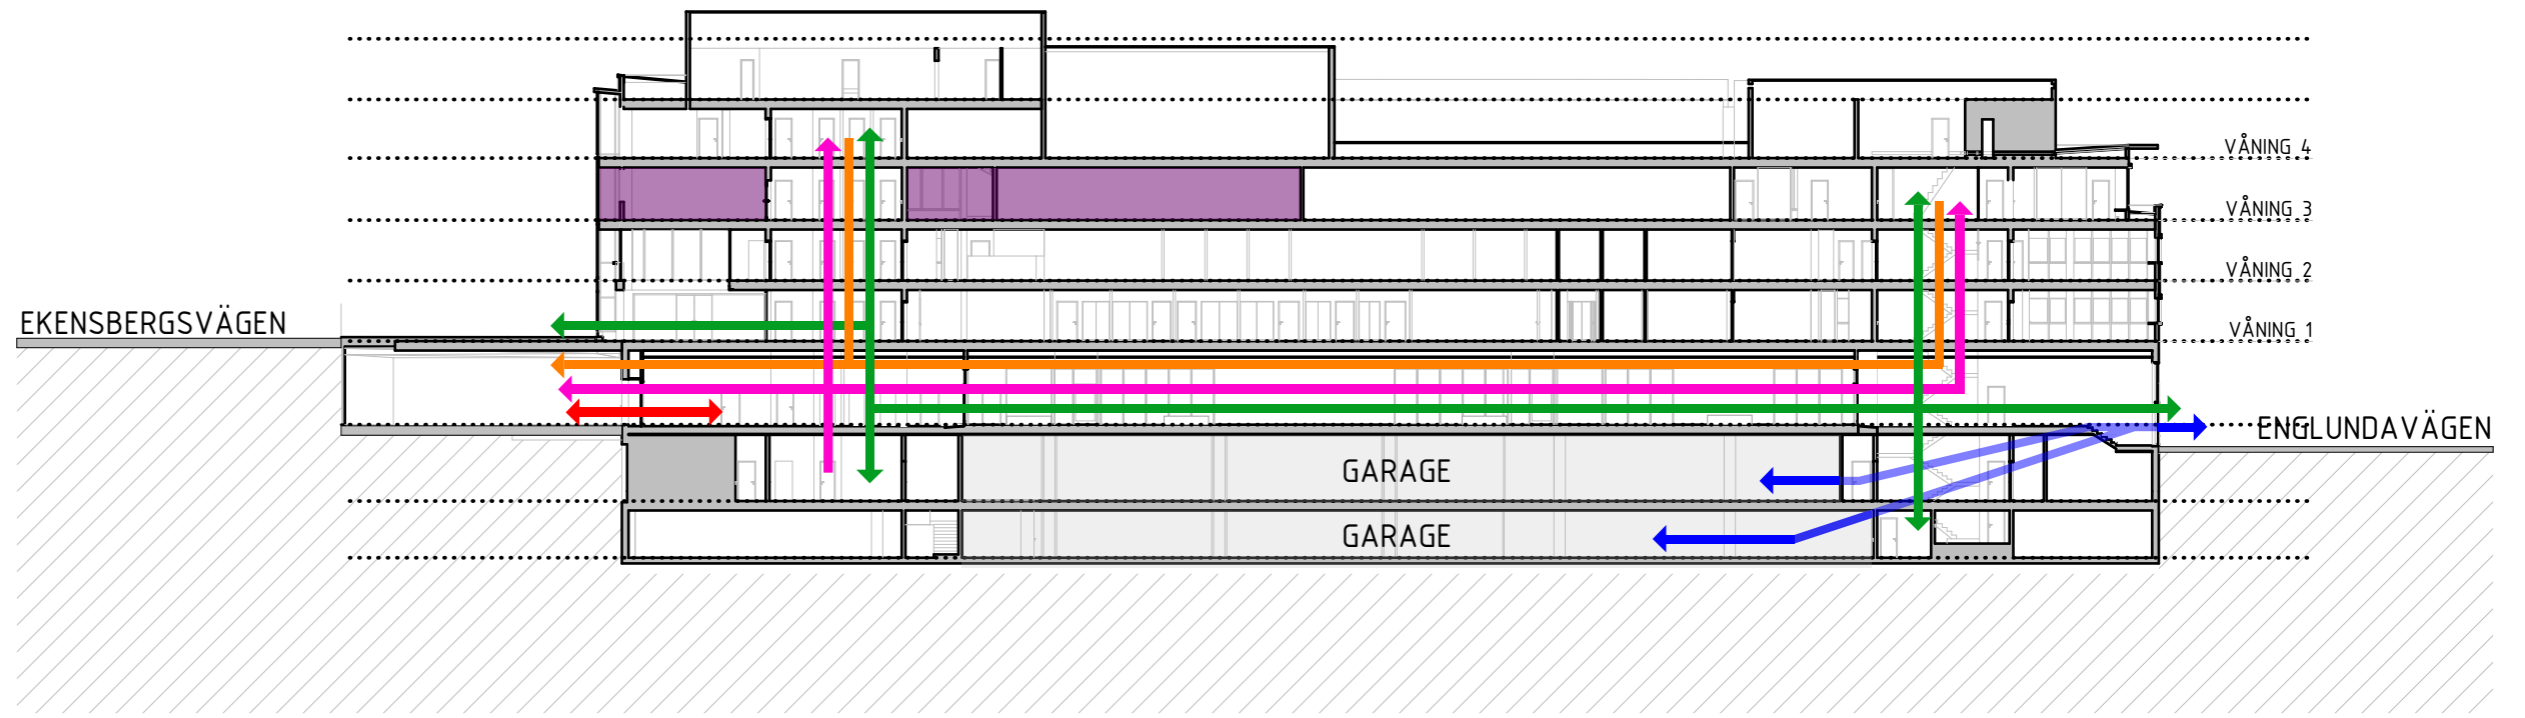 VÅNING 4
VÅNING 3
VÅNING 2
EKENSBERGSVÄGEN
VÅNING 1
ENGLUNDAVÄGEN
GARAGE
GARAGE